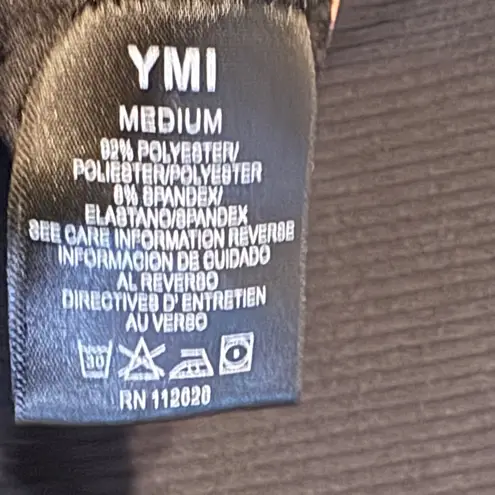 YMI
MEDIUM
92% POLYESTER/
POLIESTER/POLYESTER
8% SPANDEX/
ELASTANO/SPANDEX
SEE CARE INFORMATION REVERSE
INFORMACION DE CUIDADO
AL REVERSO
DIRECTIVES D'ENTRETIEN
AU VERSO
30
RN 112020